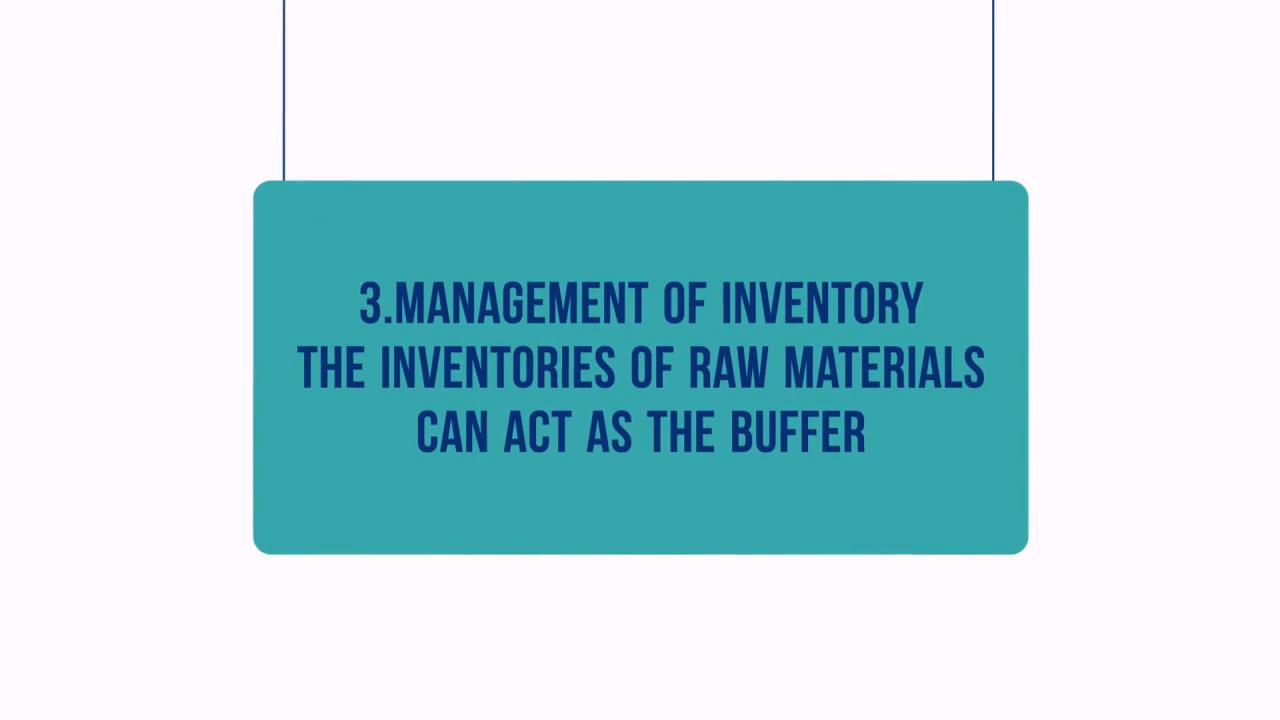 3.MANAGEMENT OF INVENTORY
THE INVENTORIES OF RAW MATERIALS
CAN ACT AS THE BUFFER